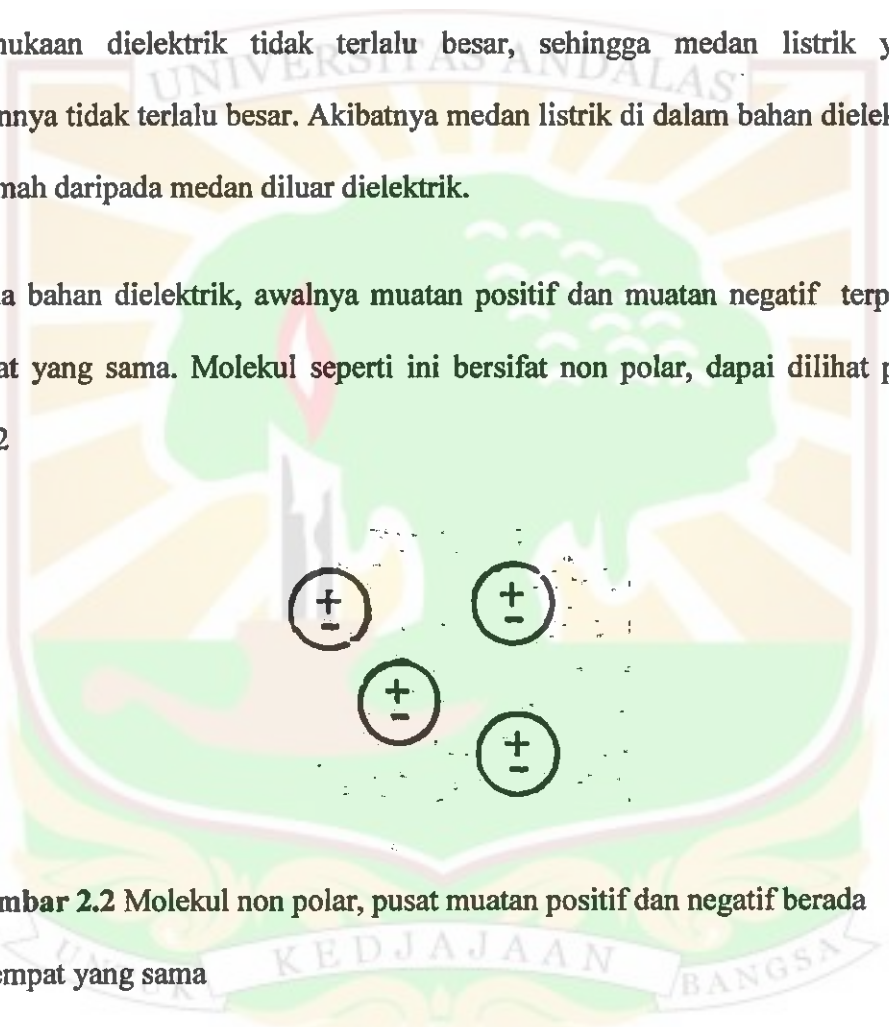 mukaan dielektrik tidak terlalu besar, sehingga medan listrik y
UNIVERSITAS ANDALAS
nnya tidak terlalu besar. Akibatnya medan listrik di dalam bahan dielek
mah daripada medan diluar dielektrik.
a bahan dielektrik, awalnya muatan positif dan muatan negatif terp
at yang sama. Molekul seperti ini bersifat non polar, dapai dilihat p
2
+ +
- -
+
- +
-
mbar 2.2 Molekul non polar, pusat muatan positif dan negatif berada
UNTUK KEDJAJAAN BANGSA
empat yang sama